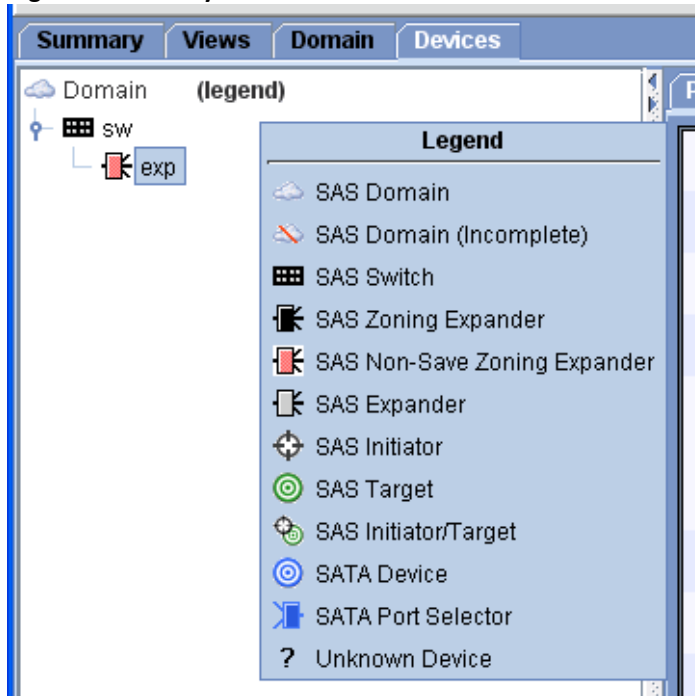 Summary Views Domain Devices
Domain (legend)
sw
exp
Legend
SAS Domain
SAS Domain (Incomplete)
SAS Switch
SAS Zoning Expander
SAS Non-Save Zoning Expander
SAS Expander
SAS Initiator
SAS Target
SAS Initiator/Target
SATA Device
SATA Port Selector
? Unknown Device